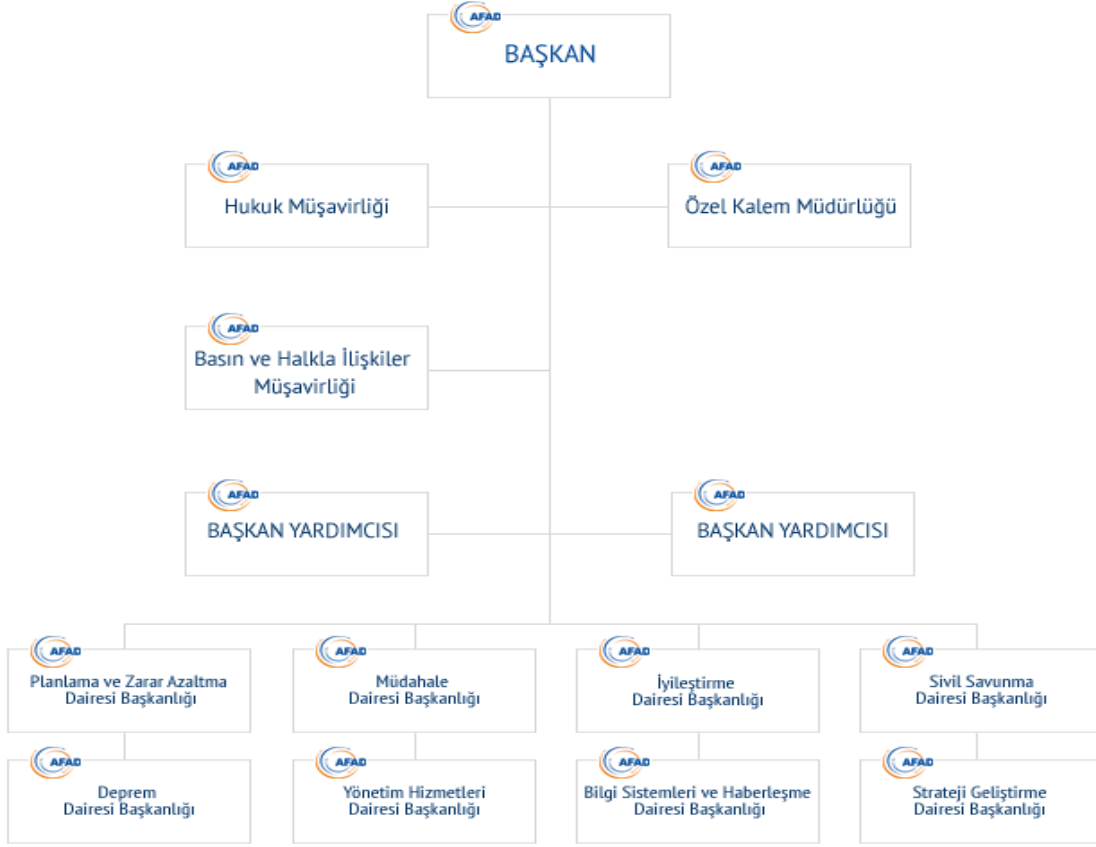 AFAD
BAŞKAN
AFAD
Hukuk Müşavirliği
AFAD
Özel Kalem Müdürlüğü
AFAD
Basın ve Halkla İlişkiler
Müşavirliği
AFAD
BAŞKAN YARDIMCISI
AFAD
BAŞKAN YARDIMCISI
AFAD
Planlama ve Zarar Azaltma
Dairesi Başkanlığı
AFAD
Müdahale
Dairesi Başkanlığı
AFAD
İyileştirme
Dairesi Başkanlığı
AFAD
Sivil Savunma
Dairesi Başkanlığı
AFAD
Deprem
Dairesi Başkanlığı
AFAD
Yönetim Hizmetleri
Dairesi Başkanlığı
AFAD
Bilgi Sistemleri ve Haberleşme
Dairesi Başkanlığı
AFAD
Strateji Geliştirme
Dairesi Başkanlığı